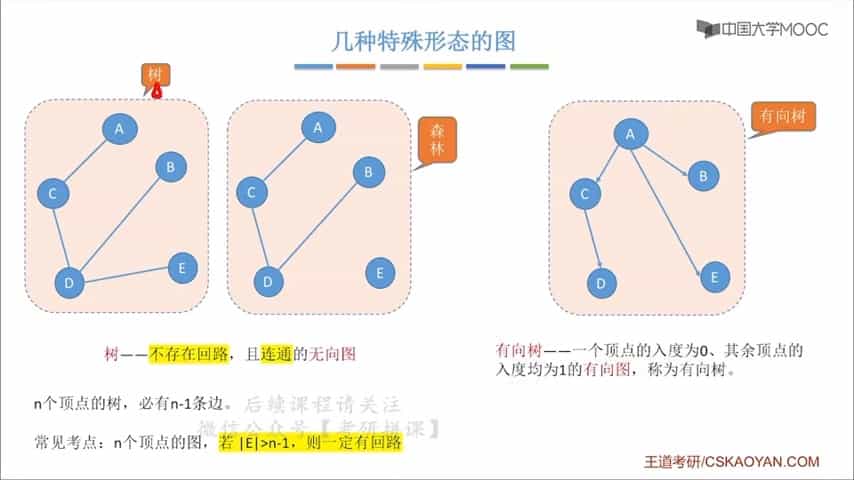 几种特殊形态的图
中国大学MOOC
树
森
林
有向树
A
B
C
D
E
A
B
C
D
E
A
B
C
D
E
树——不存在回路，且连通的无向图
有向树——一个顶点的入度为0、其余顶点的
入度均为1的有向图，称为有向树。
n个顶点的树，必有n-1条边。
后续课程请关注
微信公众号【考研拼课】
常见考点：n个顶点的图，若 |E|>n-1，则一定有回路
王道考研/CSKAOYAN.COM